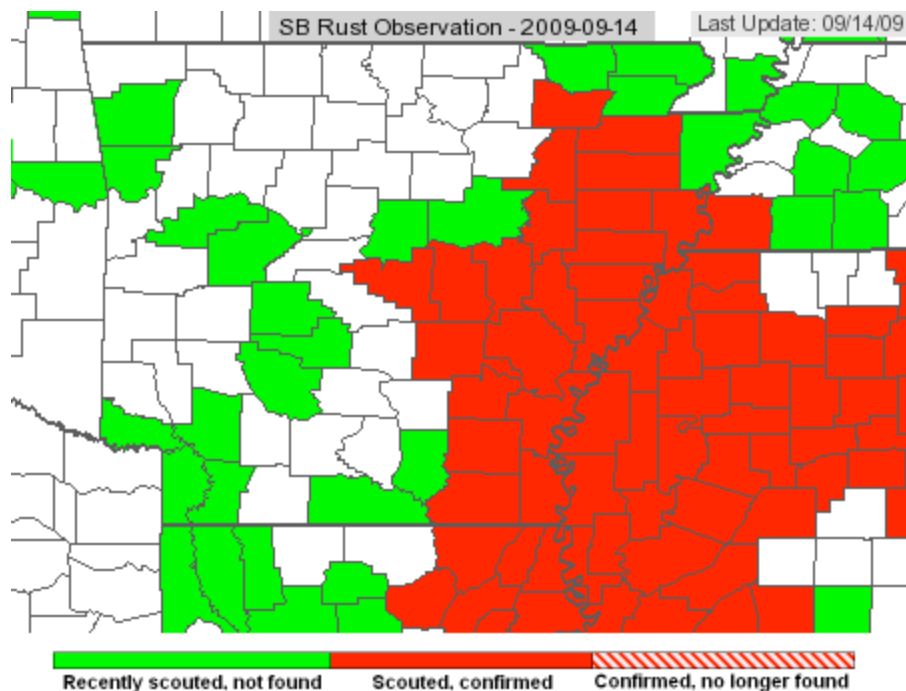 SB Rust Observation - 2009-09-14
Last Update: 09/14/09
Recently scouted, not found
Scouted, confirmed
Confirmed, no longer found